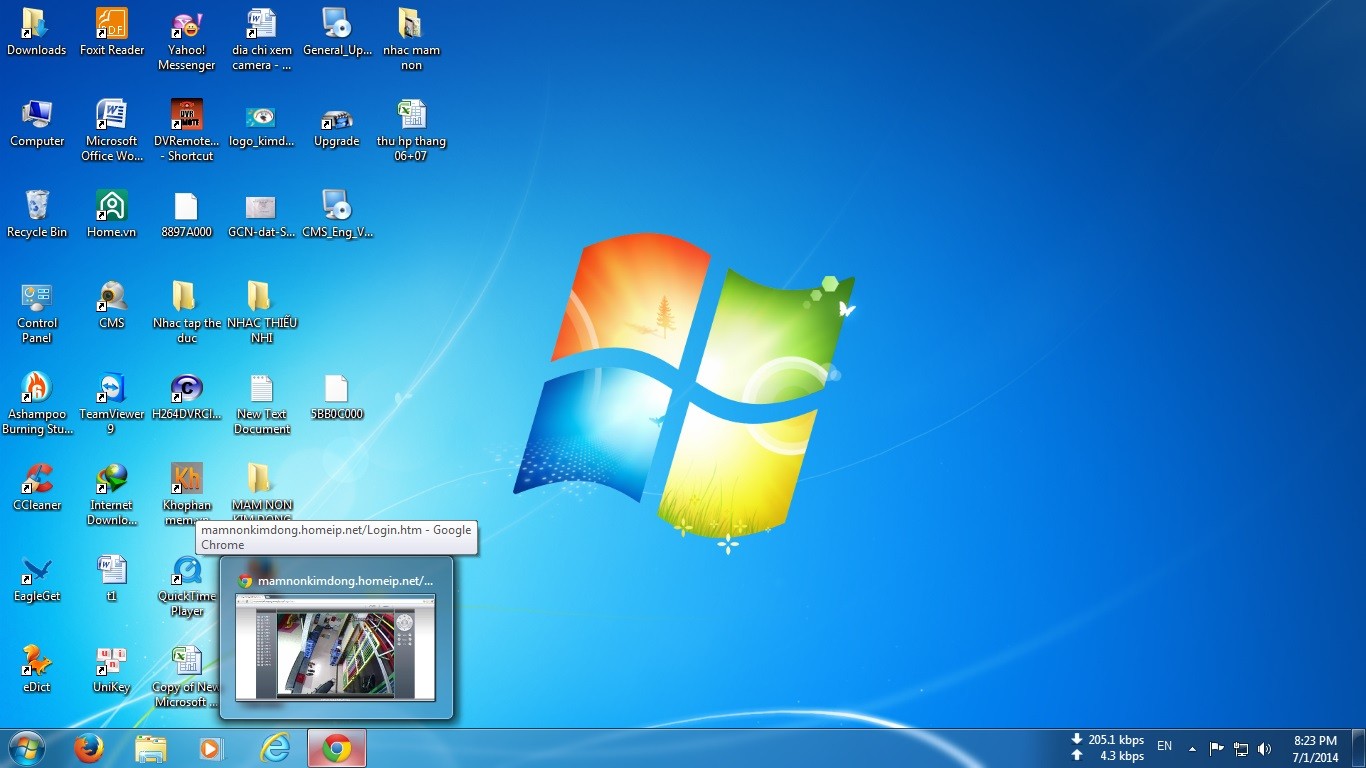 Downloads
Foxit Reader
Yahoo!
Messenger
dia chi xem
camera - ...
General_Up...
nhac mam
non
Computer
Microsoft
Office Wo...
DVRemote...
- Shortcut
logo_kimd...
Upgrade
thu hp thang
06+07
Recycle Bin
Home.vn
8897A000
GCN-dat-S...
CMS_Eng_V...
Control
Panel
CMS
Nhac tap the
duc
NHAC THIẾU
NHI
Ashampoo
Burning Stu...
TeamViewer
9
H264DVRCl...
New Text
Document
5BB0C000
CCleaner
Internet
Downlo...
Khophan
mem.vn
MAM NON
KIM DONG
mamnonkimdong.homeip.net/Login.htm - Google
Chrome
mamnonkimdong.homeip.net/...
EagleGet
t1
QuickTime
Player
eDict
UniKey
Copy of New
Microsoft ...
205.1 kbps
4.3 kbps
EN
8:23 PM
7/1/2014